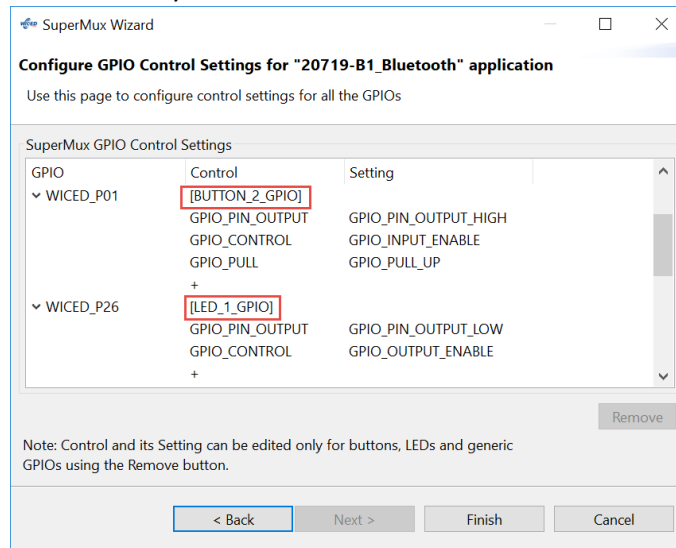 WICED SuperMux Wizard
Configure GPIO Control Settings for "20719-B1_Bluetooth" application
Use this page to configure control settings for all the GPIOs
SuperMux GPIO Control Settings
GPIO Control Setting
WICED_P01 [BUTTON_2_GPIO]
GPIO_PIN_OUTPUT GPIO_PIN_OUTPUT_HIGH
GPIO_CONTROL GPIO_INPUT_ENABLE
GPIO_PULL GPIO_PULL_UP
+
WICED_P26 [LED_1_GPIO]
GPIO_PIN_OUTPUT GPIO_PIN_OUTPUT_LOW
GPIO_CONTROL GPIO_OUTPUT_ENABLE
+
Remove
Note: Control and its Setting can be edited only for buttons, LEDs and generic
GPIOs using the Remove button.
< Back Next > Finish Cancel